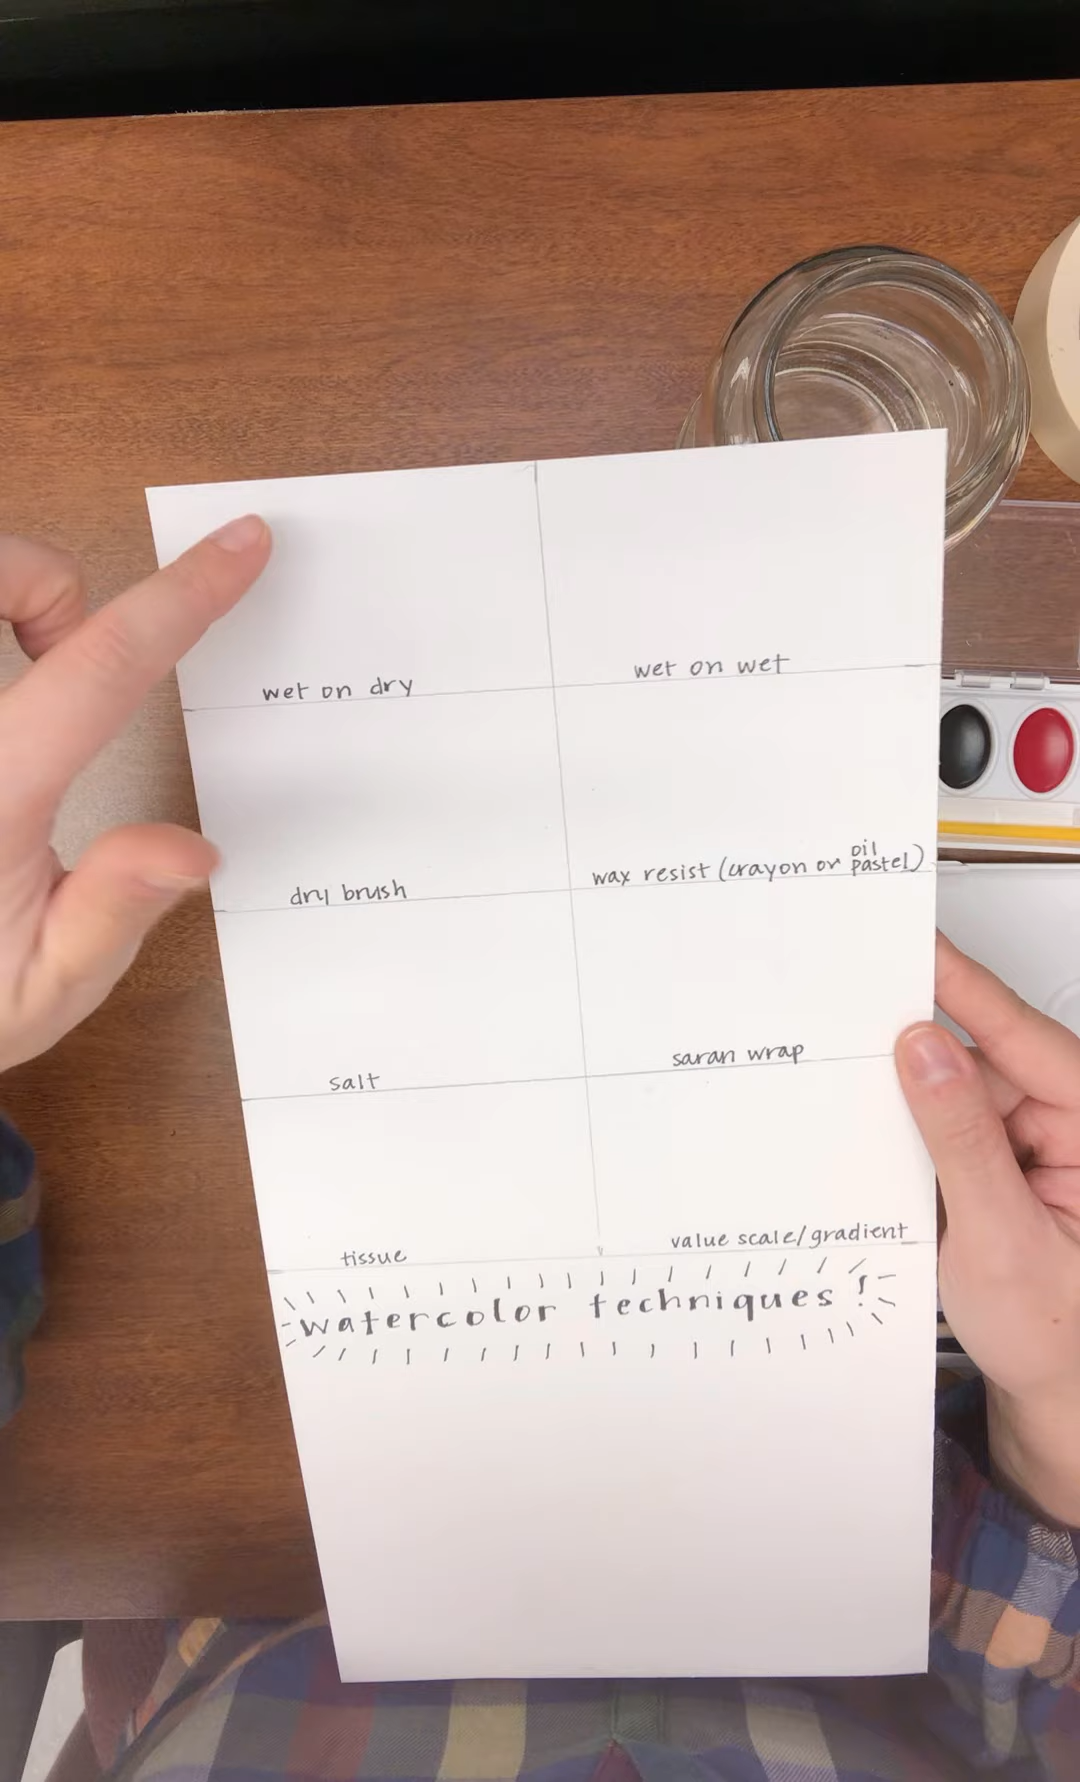 wet on dry
wet on wet
dry brush
wax resist (crayon or oil pastel)
salt
saran wrap
tissue
value scale/gradient
watercolor techniques!